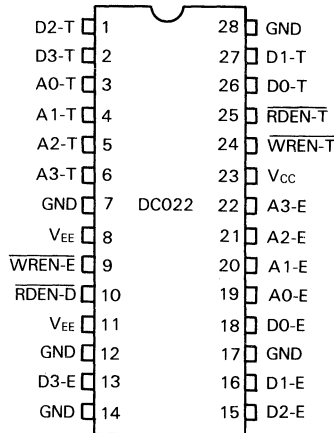 D2-T 1 28 GND
D3-T 2 27 D1-T
A0-T 3 26 D0-T
A1-T 4 25 RDEN-T
A2-T 5 24 WREN-T
A3-T 6 23 VCC
GND 7 DC022 22 A3-E
VEE 8 21 A2-E
WREN-E 9 20 A1-E
RDEN-D 10 19 A0-E
VEE 11 18 D0-E
GND 12 17 GND
D3-E 13 16 D1-E
GND 14 15 D2-E